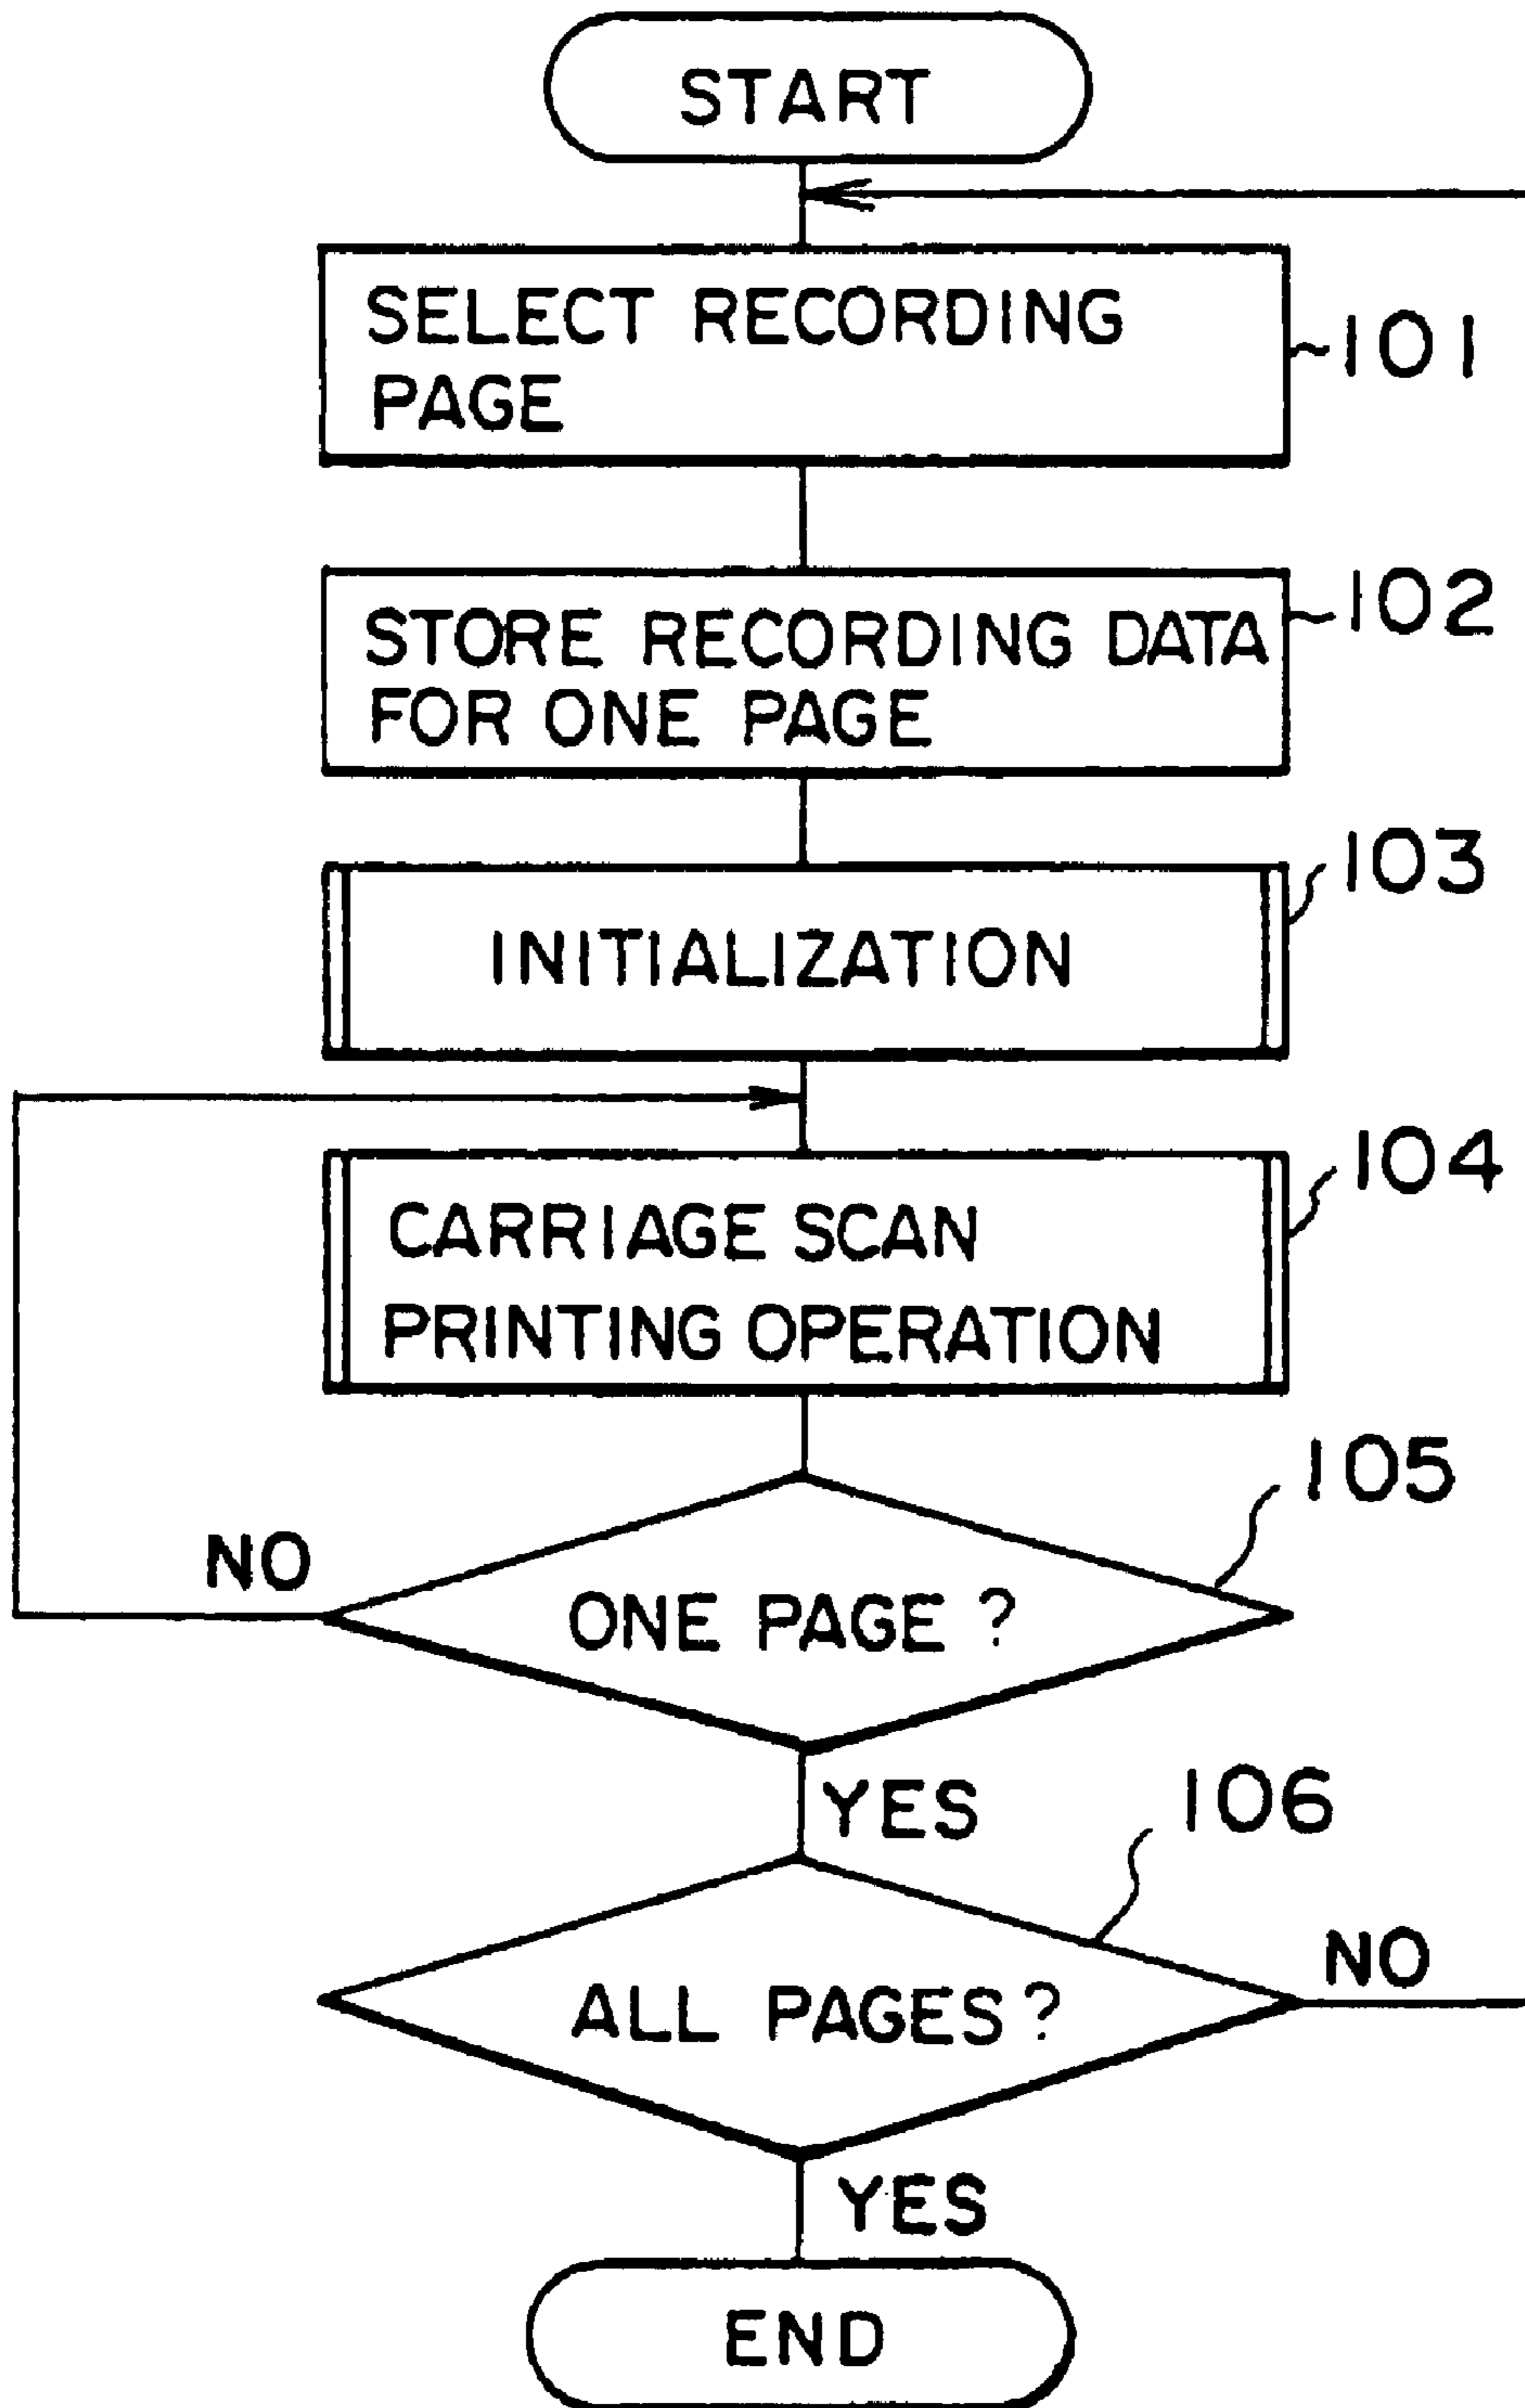 START
SELECT RECORDING
PAGE
101
STORE RECORDING DATA
FOR ONE PAGE
102
INITIALIZATION
103
CARRIAGE SCAN
PRINTING OPERATION
104
105
NO
ONE PAGE ?
YES
106
NO
ALL PAGES ?
YES
END